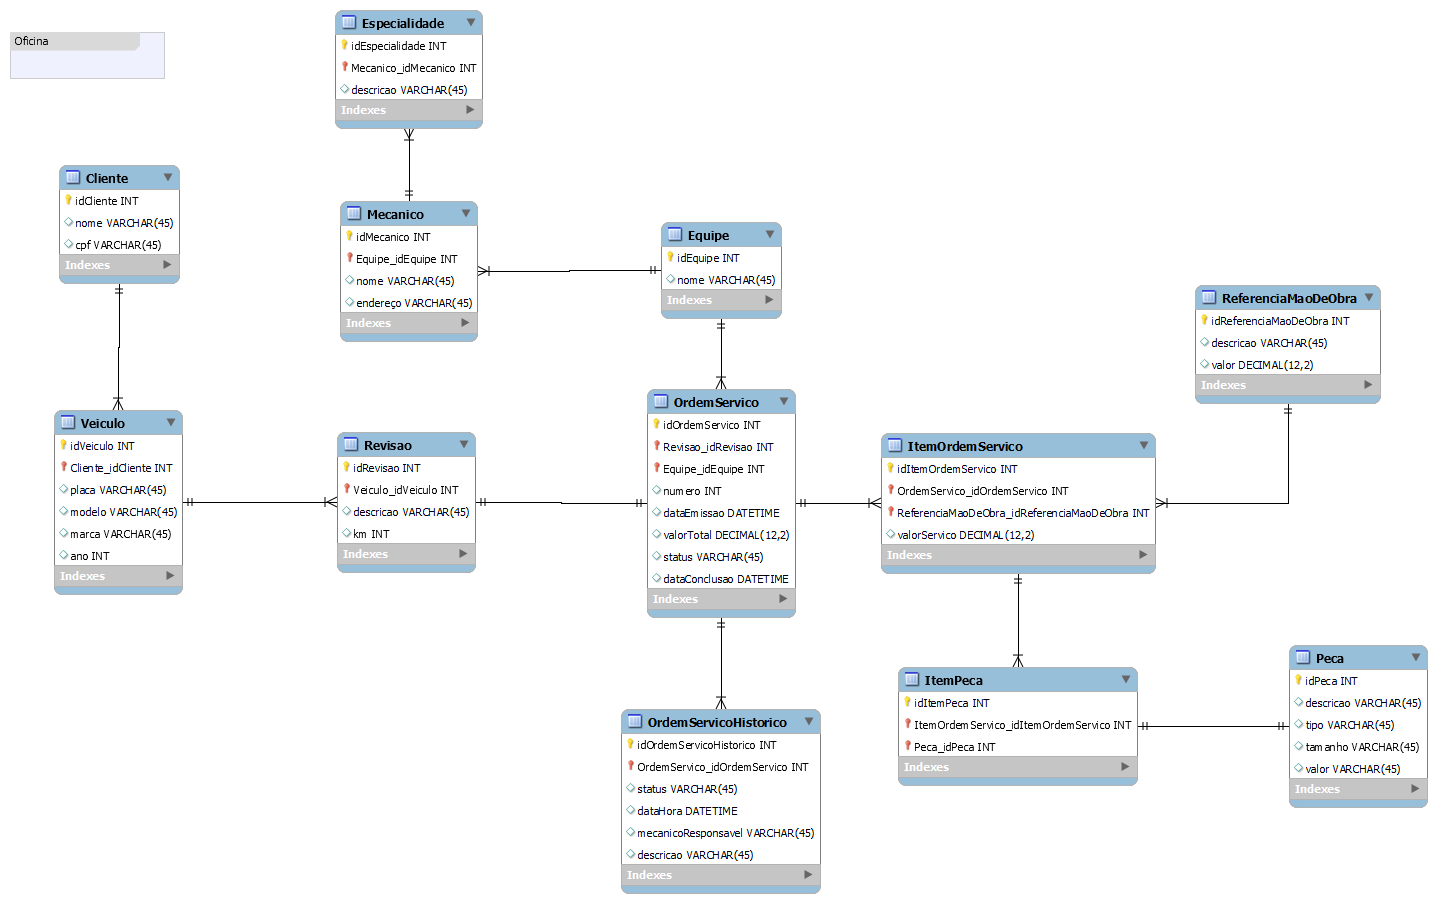 Oficina
Especialidade
idEspecialidade INT
Mecanico_idMecanico INT
descricao VARCHAR(45)
Indexes
Cliente
idCliente INT
nome VARCHAR(45)
cpf VARCHAR(45)
Indexes
Mecanico
idMecanico INT
Equipe_idEquipe INT
nome VARCHAR(45)
endereço VARCHAR(45)
Indexes
Equipe
idEquipe INT
nome VARCHAR(45)
Indexes
ReferenciaMaoDeObra
idReferenciaMaoDeObra INT
descricao VARCHAR(45)
valor DECIMAL(12,2)
Indexes
Veiculo
idVeiculo INT
Cliente_idCliente INT
placa VARCHAR(45)
modelo VARCHAR(45)
marca VARCHAR(45)
ano INT
Indexes
Revisao
idRevisao INT
Veiculo_idVeiculo INT
descricao VARCHAR(45)
km INT
Indexes
OrdemServico
idOrdemServico INT
Revisao_idRevisao INT
Equipe_idEquipe INT
numero INT
dataEmissao DATETIME
valorTotal DECIMAL(12,2)
status VARCHAR(45)
dataConclusao DATETIME
Indexes
ItemOrdemServico
idItemOrdemServico INT
OrdemServico_idOrdemServico INT
ReferenciaMaoDeObra_idReferenciaMaoDeObra INT
valorServico DECIMAL(12,2)
Indexes
OrdemServicoHistorico
idOrdemServicoHistorico INT
OrdemServico_idOrdemServico INT
status VARCHAR(45)
dataHora DATETIME
mecanicoResponsavel VARCHAR(45)
descricao VARCHAR(45)
Indexes
ItemPeca
idItemPeca INT
ItemOrdemServico_idItemOrdemServico INT
Peca_idPeca INT
Indexes
Peca
idPeca INT
descricao VARCHAR(45)
tipo VARCHAR(45)
tamanho VARCHAR(45)
valor VARCHAR(45)
Indexes